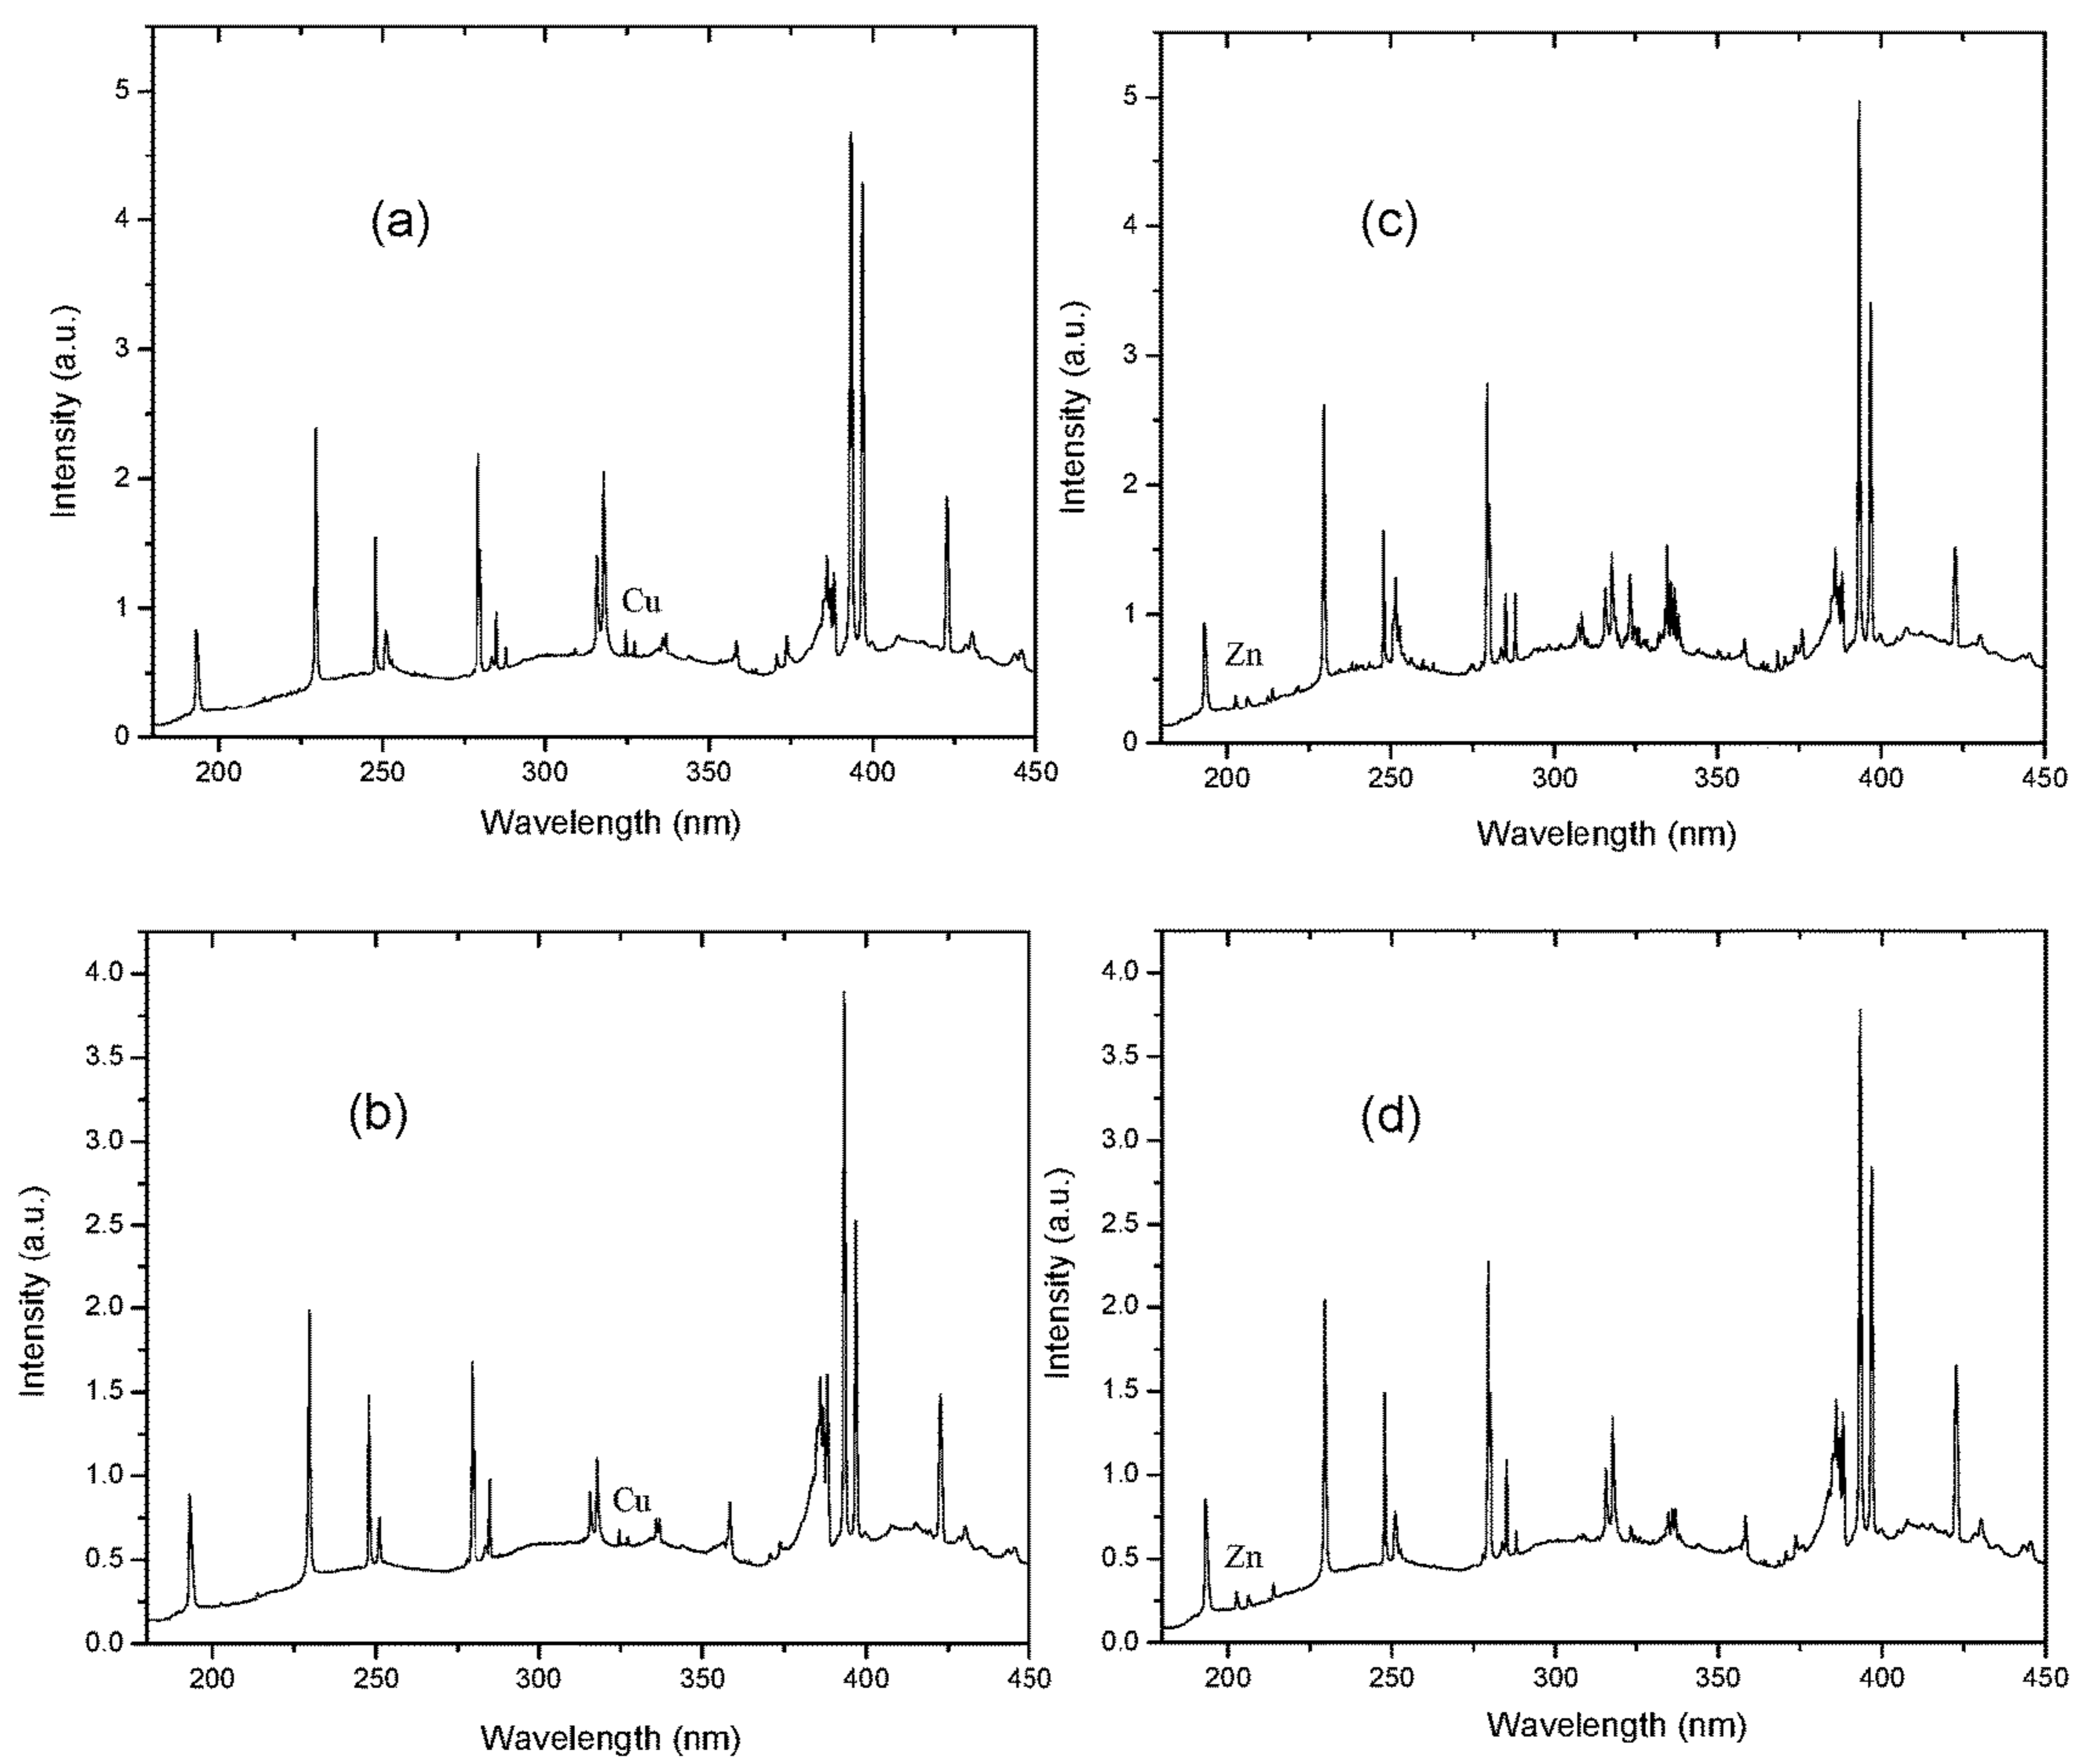 5
4
3
2
1
0
Intensity (a.u.)
(a)
Cu
200 250 300 350 400 450
Wavelength (nm)
5
4
3
2
1
0
Intensity (a.u.)
(c)
Zn
200 250 300 350 400 450
Wavelength (nm)
4.0
3.5
3.0
2.5
2.0
1.5
1.0
0.5
0.0
Intensity (a.u.)
(b)
Cu
200 250 300 350 400 450
Wavelength (nm)
4.0
3.5
3.0
2.5
2.0
1.5
1.0
0.5
0.0
Intensity (a.u.)
(d)
Zn
200 250 300 350 400 450
Wavelength (nm)